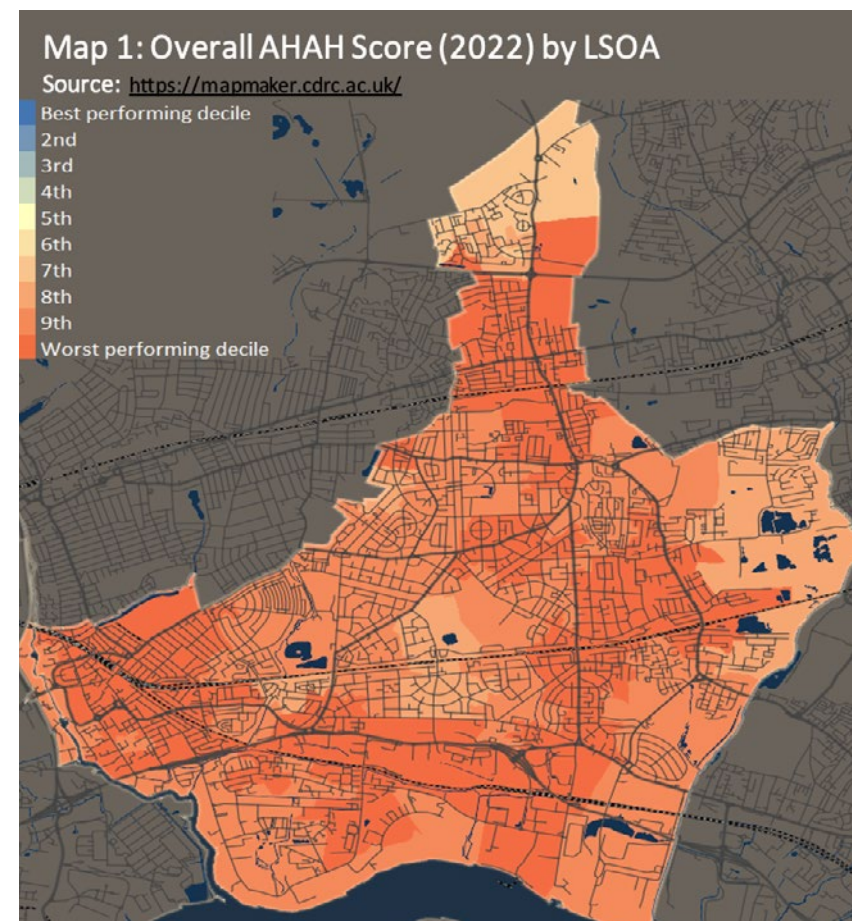 Map 1: Overall AHAH Score (2022) by LSOA
Source: https://mapmaker.cdrc.ac.uk/
Best performing decile
2nd
3rd
4th
5th
6th
7th
8th
9th
Worst performing decile